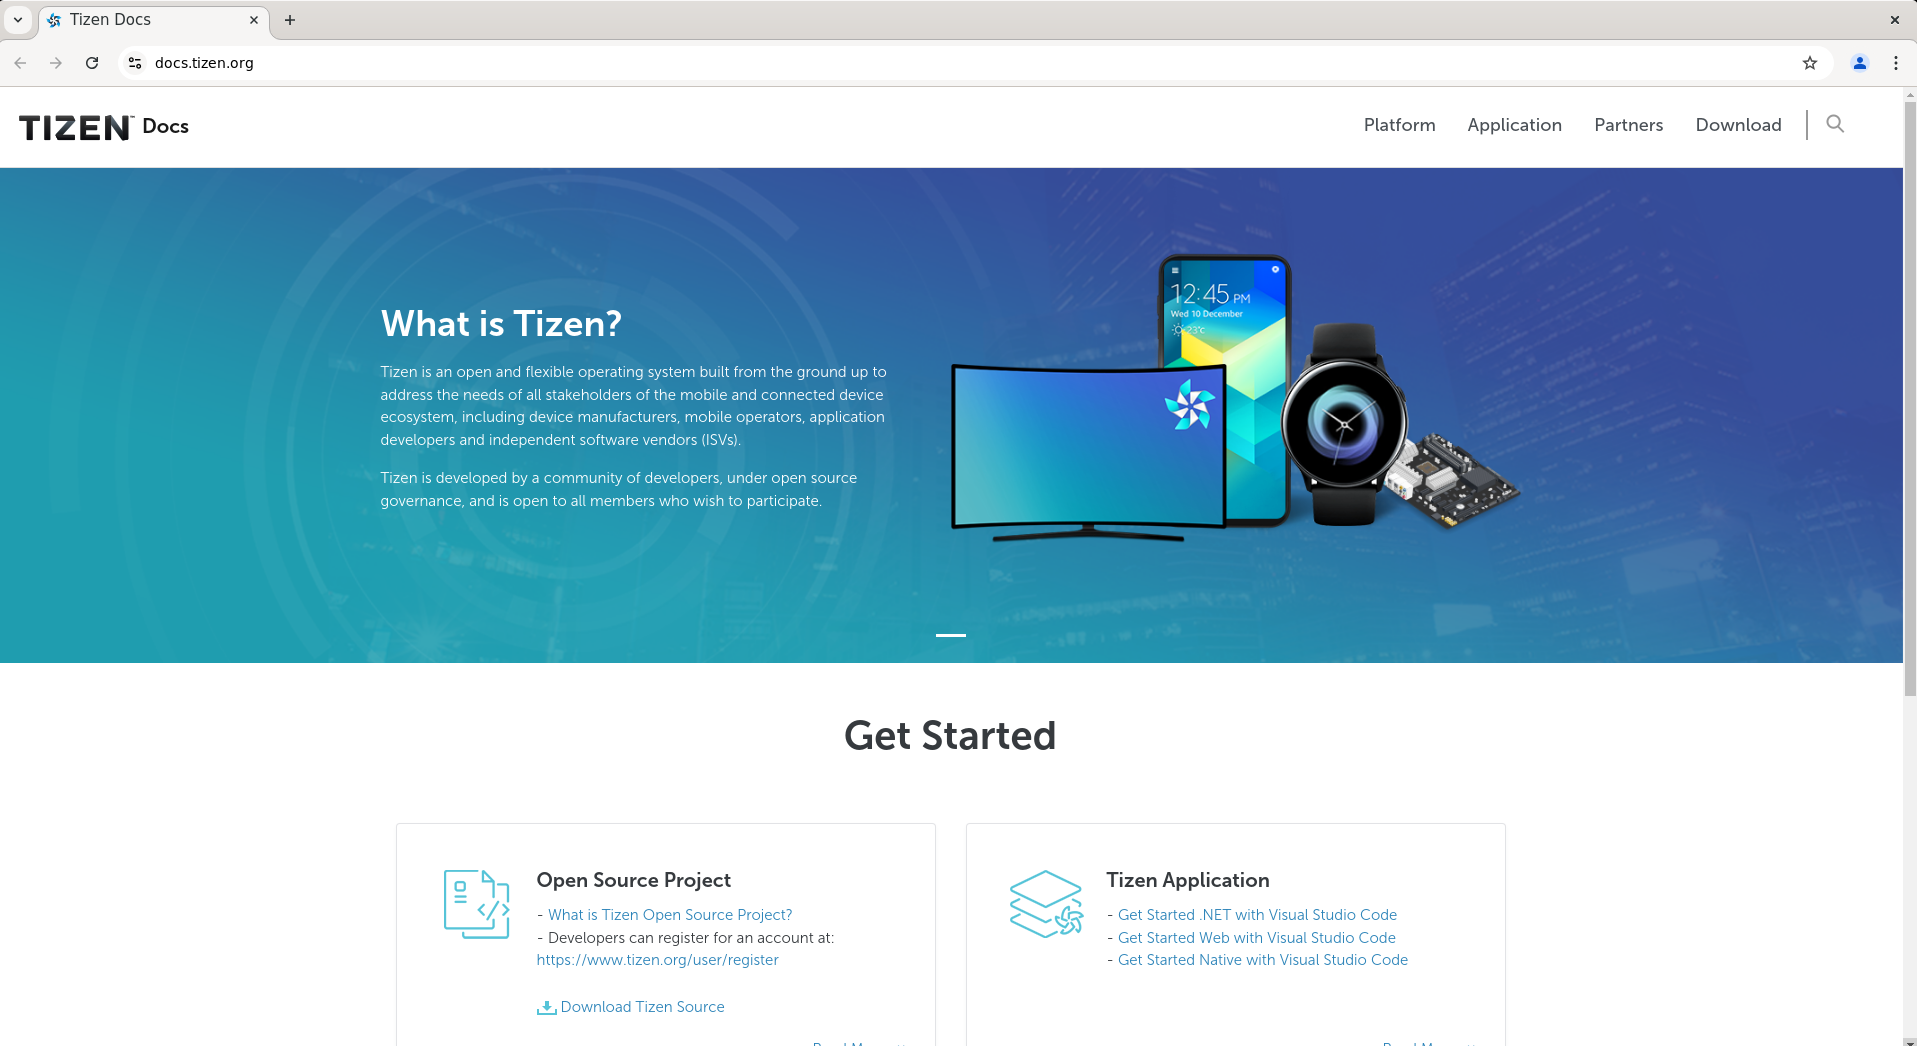 Tizen Docs
docs.tizen.org
TIZEN™ Docs
Platform
Application
Partners
Download
What is Tizen?
Tizen is an open and flexible operating system built from the ground up to
address the needs of all stakeholders of the mobile and connected device
ecosystem, including device manufacturers, mobile operators, application
developers and independent software vendors (ISVs).
Tizen is developed by a community of developers, under open source
governance, and is open to all members who wish to participate.
12:45 PM
Wed 10 December
23°c
Get Started
Open Source Project
- What is Tizen Open Source Project?
- Developers can register for an account at:
https://www.tizen.org/user/register
Download Tizen Source
Tizen Application
- Get Started .NET with Visual Studio Code
- Get Started Web with Visual Studio Code
- Get Started Native with Visual Studio Code